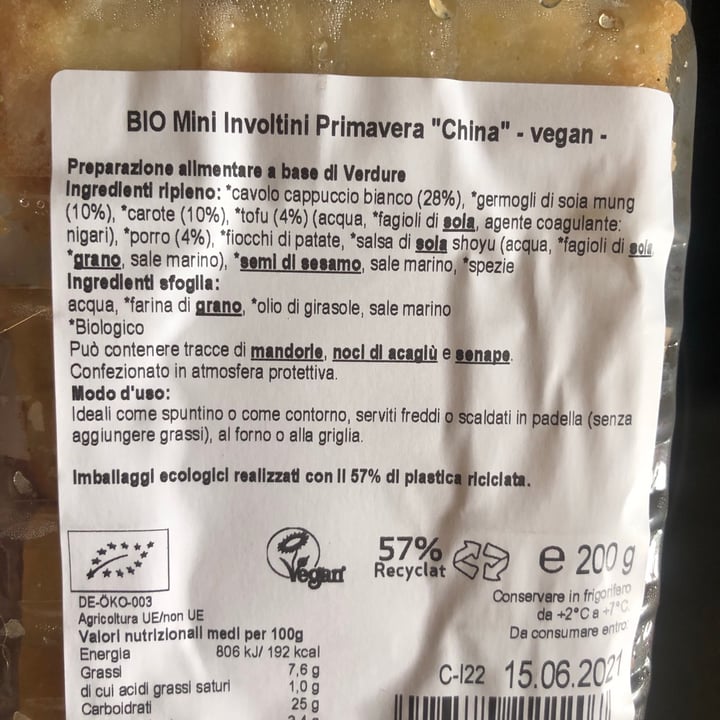 BIO Mini Involtini Primavera "China" - vegan -
Preparazione alimentare a base di Verdure
Ingredienti ripieno: *cavolo cappuccio bianco (28%), *germogli di soia mung
(10%), *carote (10%), *tofu (4%) (acqua, *fagioli di soia, agente coagulante:
nigari), *porro (4%), *fiocchi di patate, *salsa di soia shoyu (acqua, *fagioli di soia,
*grano, sale marino), *semi di sesamo, sale marino, *spezie
Ingredienti sfoglia:
acqua, *farina di grano, *olio di girasole, sale marino
*Biologico
Può contenere tracce di mandorle, noci di acagiù e senape.
Confezionato in atmosfera protettiva.
Modo d'uso:
Ideali come spuntino o come contorno, serviti freddi o scaldati in padella (senza
aggiungere grassi), al forno o alla griglia.
Imballaggi ecologici realizzati con il 57% di plastica riciclata.
Vegan
57%
Recyclat
e 200 g
DE-ÖKO-003
Agricoltura UE/non UE
Conservare in frigorifero
da +2°C a +7°C.
Da consumare entro:
C-I22 15.06.2021
Valori nutrizionali medi per 100g
Energia 806 kJ/ 192 kcal
Grassi 7,6 g
di cui acidi grassi saturi 1,0 g
Carboidrati 25 g